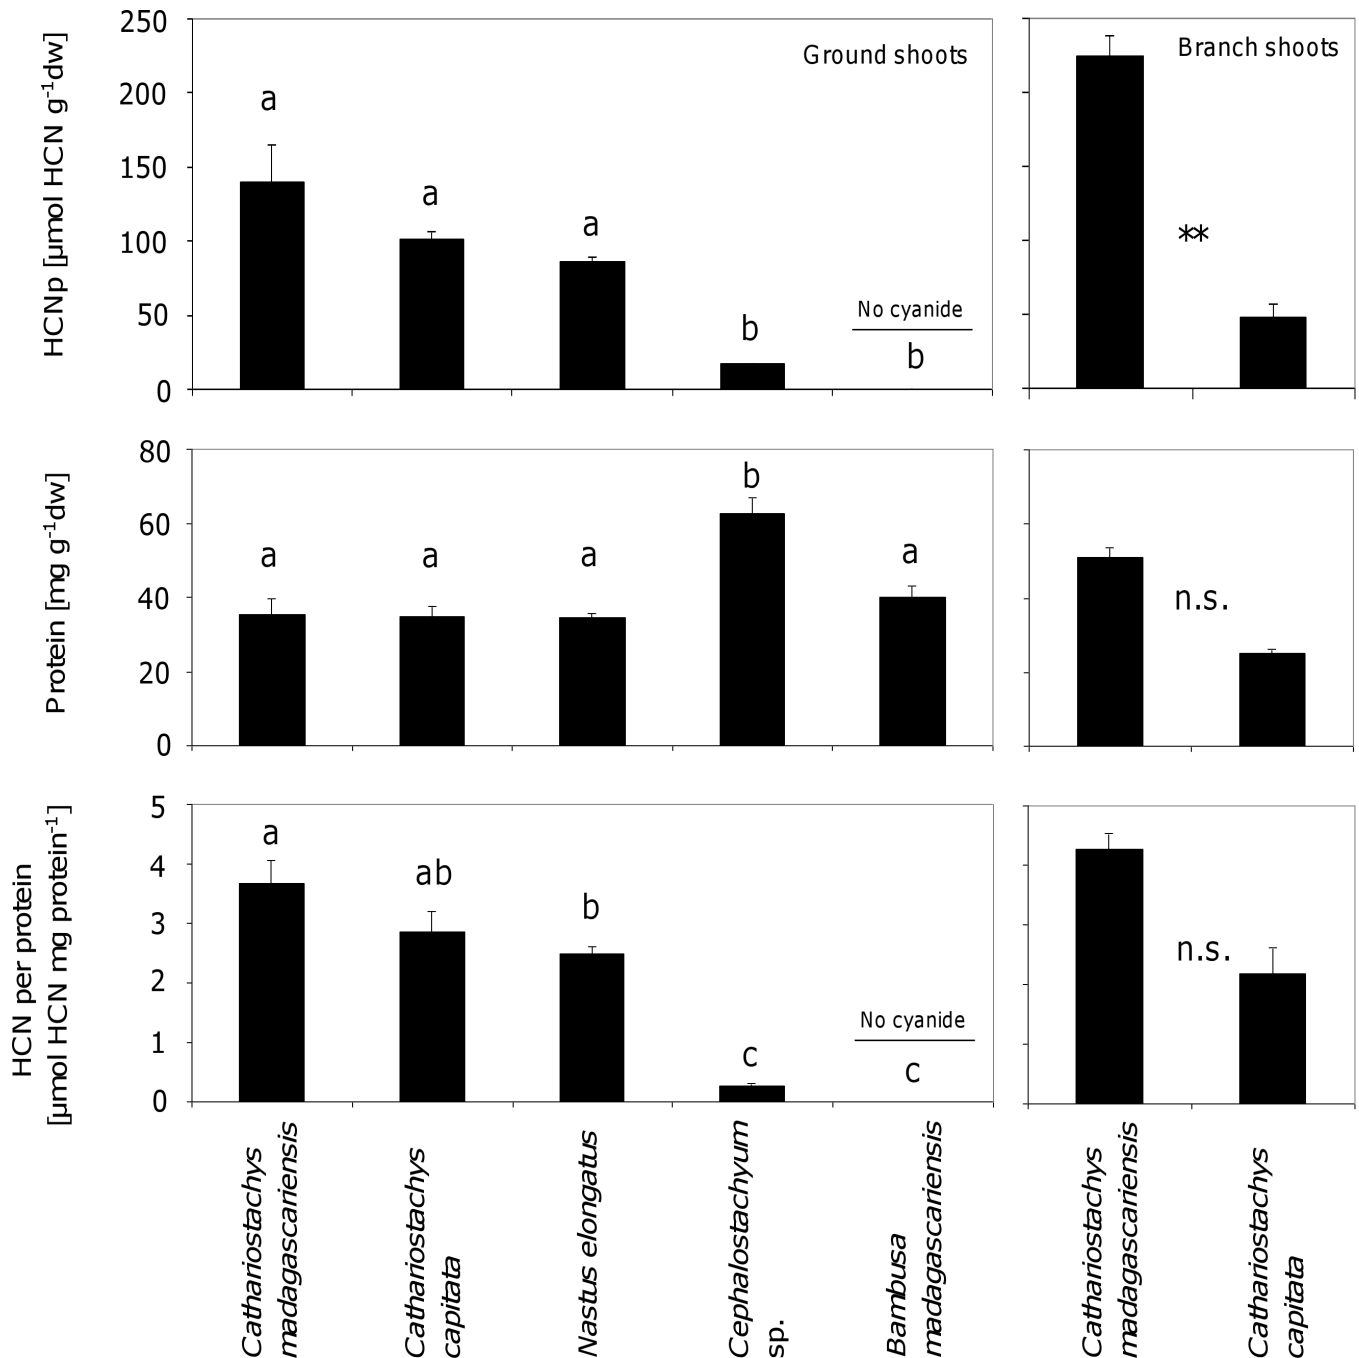 HCNp [µmol HCN g⁻¹dw]
250
200
150
100
50
0
Ground shoots
a
a
a
b
No cyanide
b
Branch shoots
**
Protein [mg g⁻¹dw]
80
60
40
20
0
a
a
a
b
a
n.s.
HCN per protein
[µmol HCN mg protein⁻¹]
5
4
3
2
1
0
a
ab
b
c
No cyanide
c
n.s.
Cathariostachys
madagascariensis
Cathariostachys
capitata
Nastus elongatus
Cephalostachyum
sp.
Bambusa
madagascariensis
Cathariostachys
madagascariensis
Cathariostachys
capitata